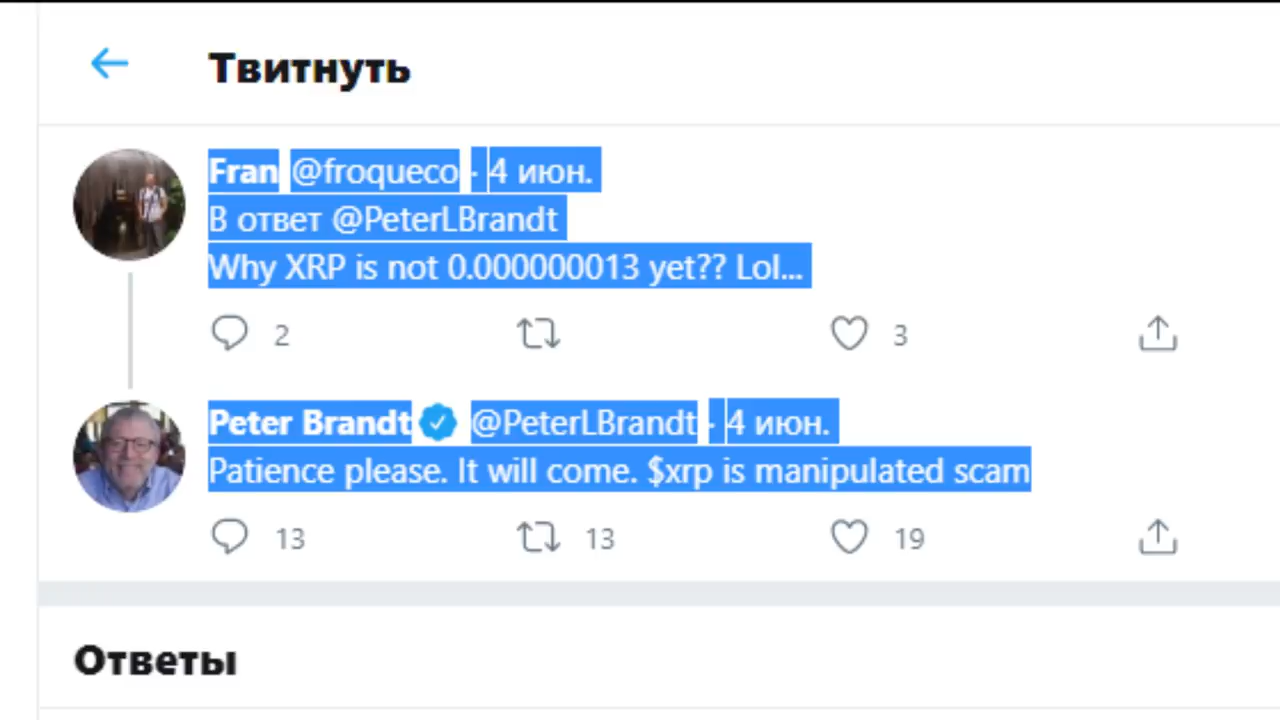 Твитнуть
Fran @froqueco · 4 июн.
В ответ @PeterLBrandt
Why XRP is not 0.000000013 yet?? Lol...
2 3
Peter Brandt @PeterLBrandt · 4 июн.
Patience please. It will come. $xrp is manipulated scam
13 13 19
Ответы